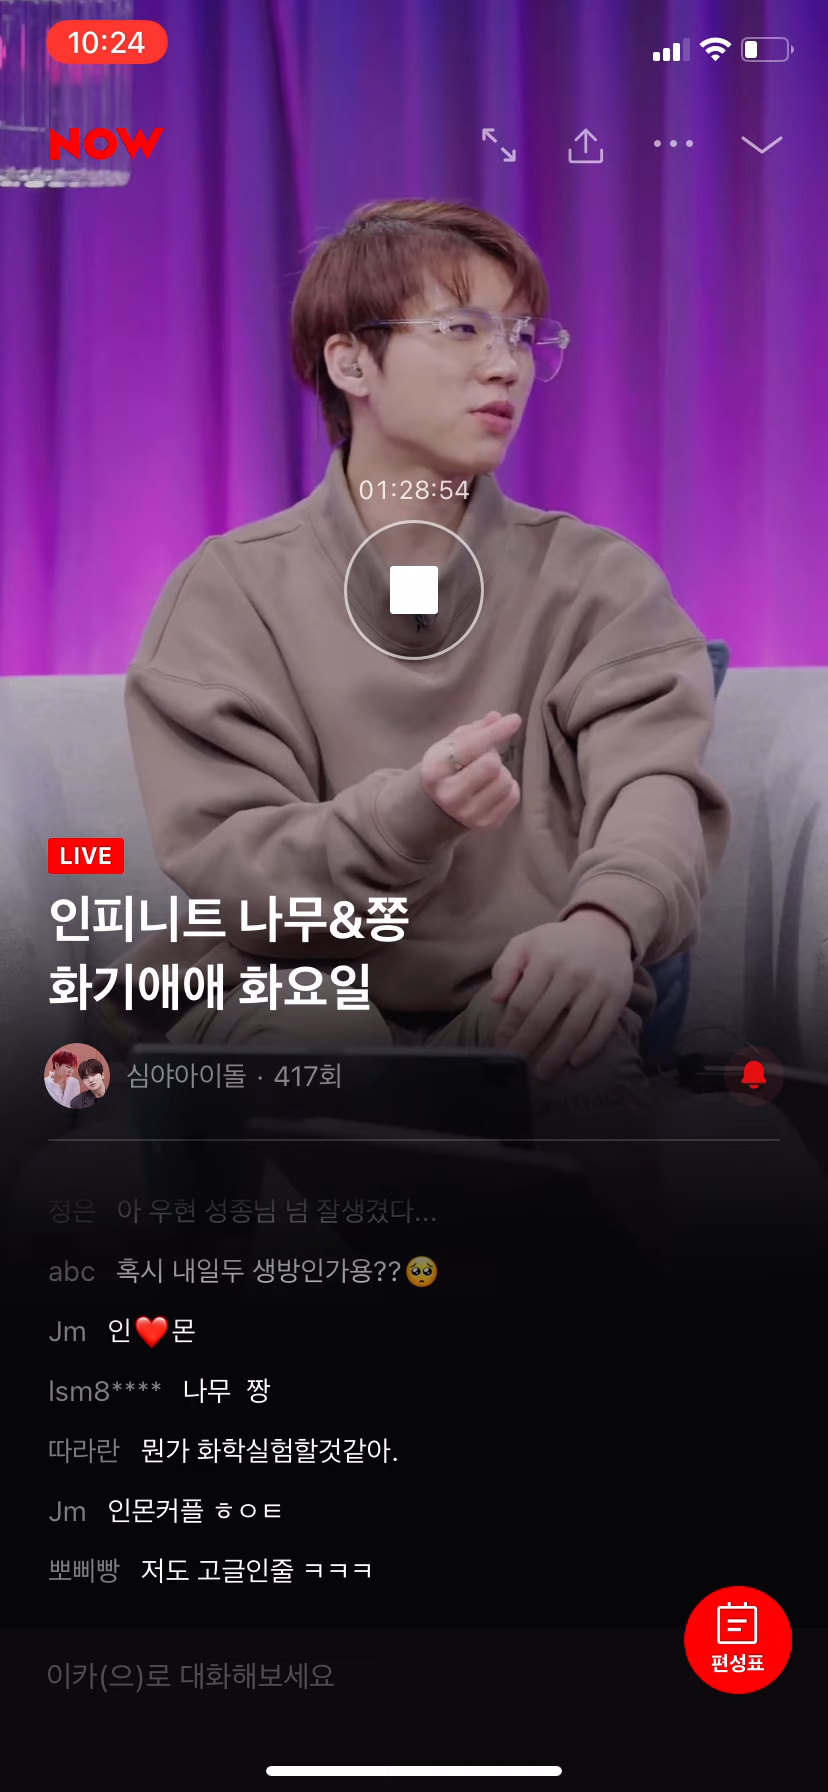 10:24
NOW
01:28:54
LIVE
인피니트 나무&쫑
화기애애 화요일
심야아이돌 · 417회
정은 아 우현 성종님 넘 잘생겼다...
abc 혹시 내일두 생방인가용??🥺
Jm 인❤️몬
lsm8**** 나무 짱
따라란 뭔가 화학실험할것같아.
Jm 인몬커플 ㅎㅇㅌ
뽀삐빵 저도 고글인줄 ㅋㅋㅋ
편성표
이카(으)로 대화해보세요